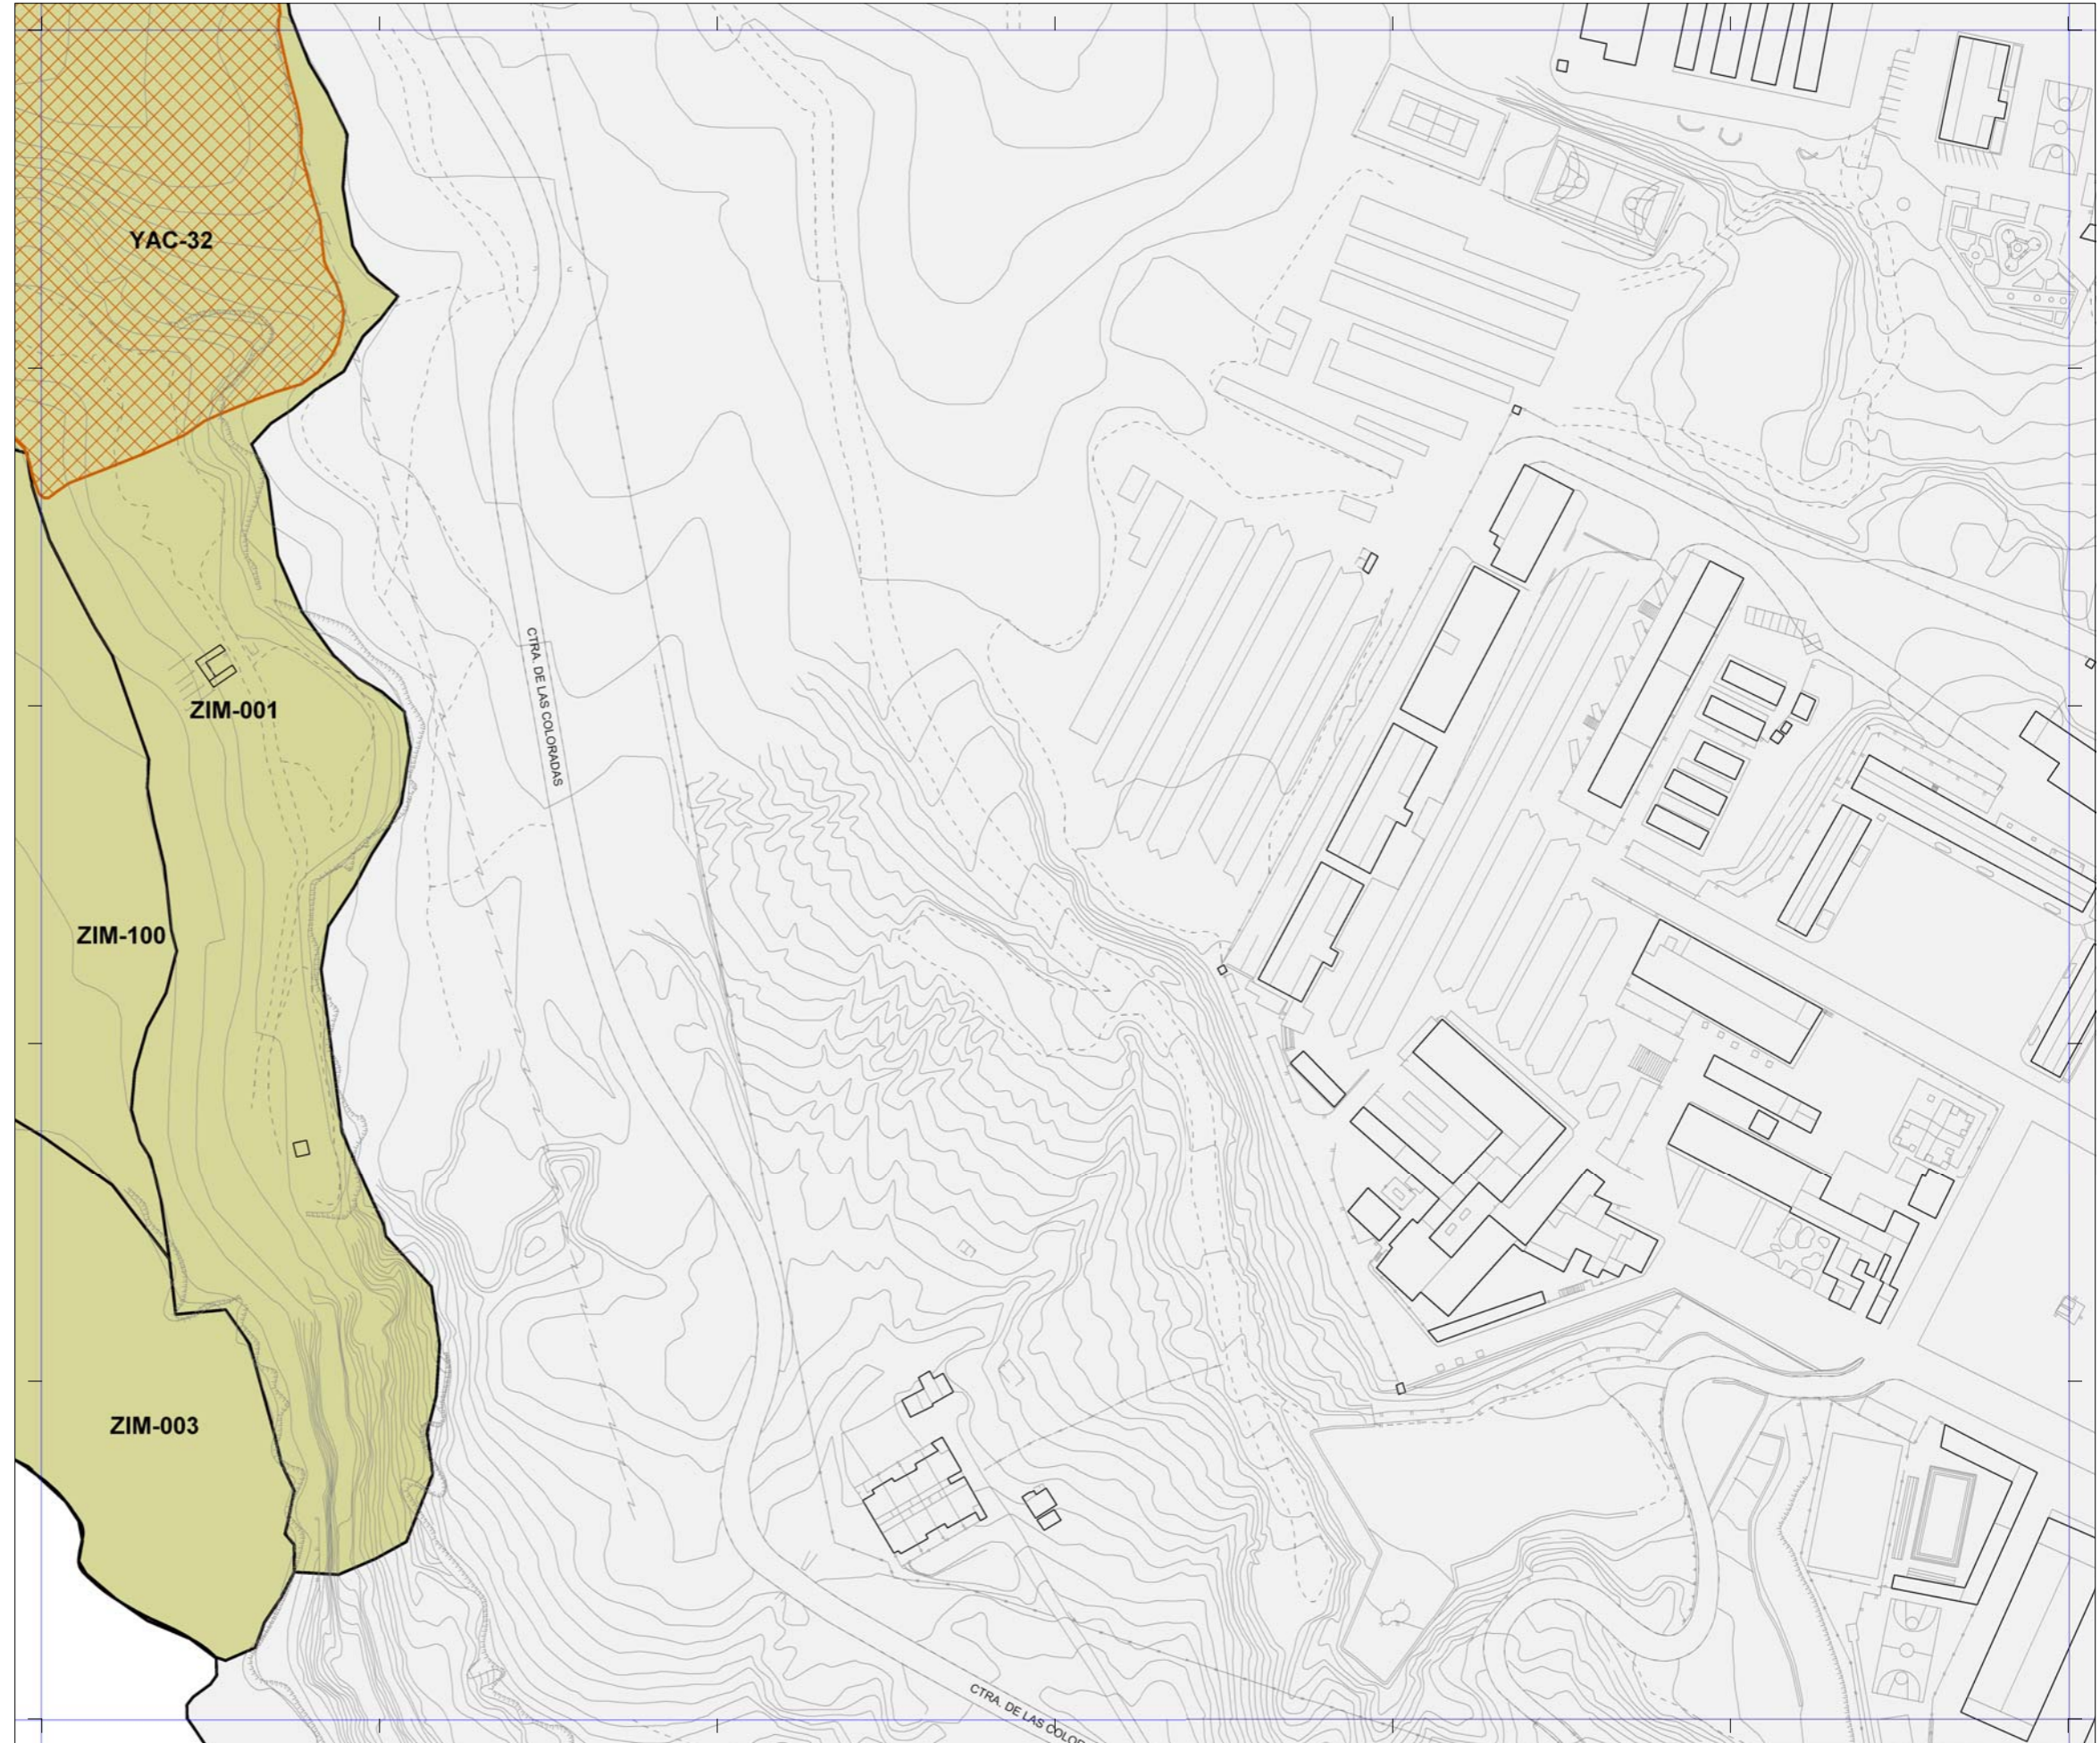 YAC-32
CTRA. DE LAS COLORADAS
ZIM-001
ZIM-100
ZIM-003
CTRA. DE LAS COLOR